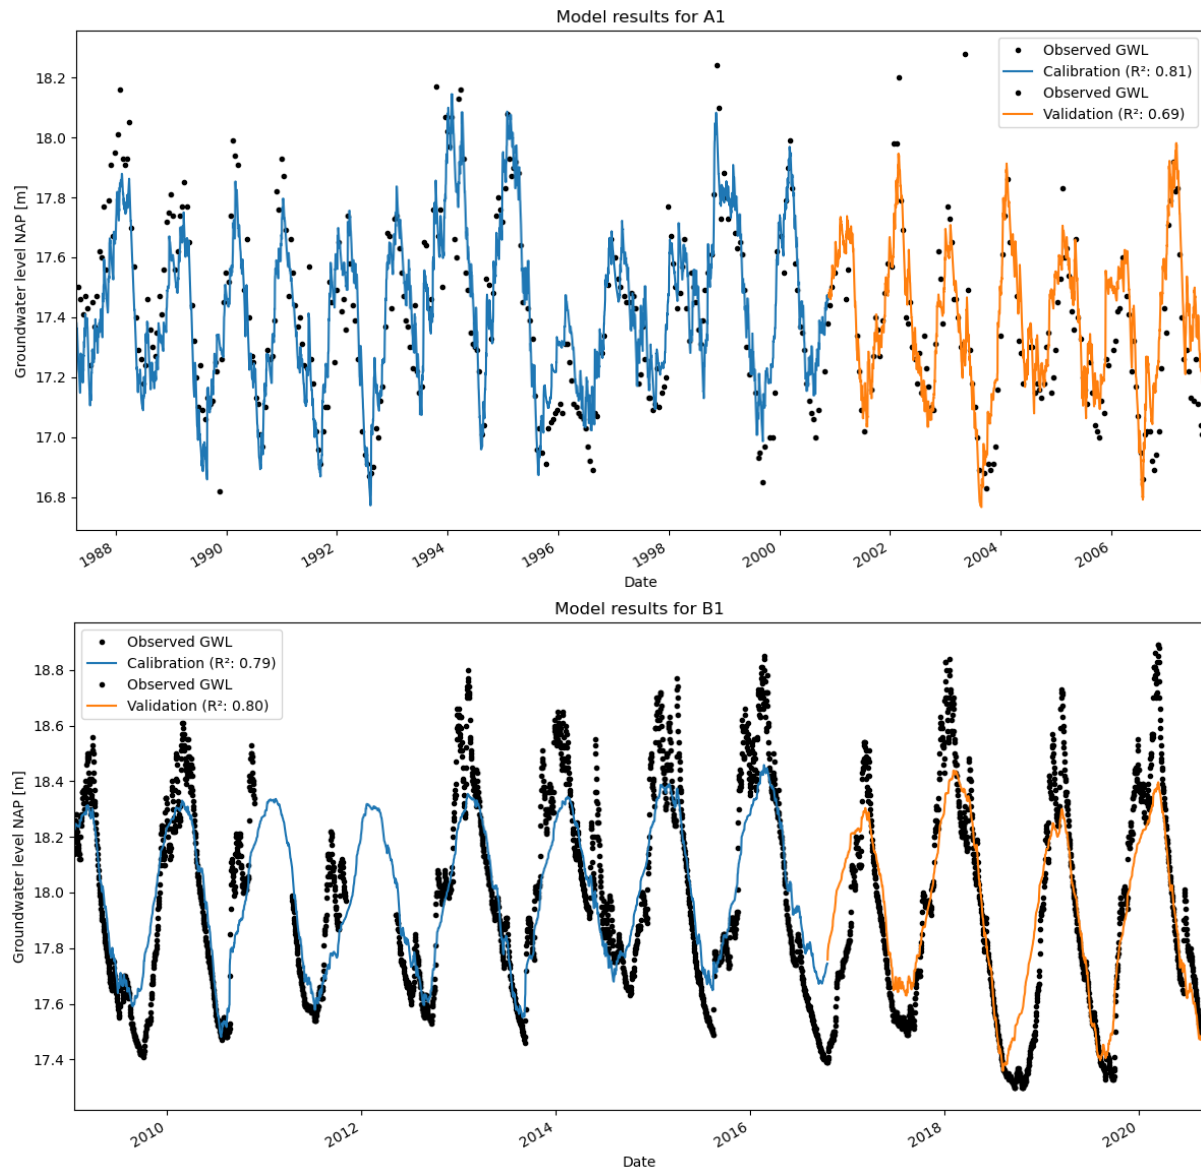 Model results for A1
Groundwater level NAP [m]
18.2
18.0
17.8
17.6
17.4
17.2
17.0
16.8
Observed GWL
Calibration (R²: 0.81)
Observed GWL
Validation (R²: 0.69)
1988
1990
1992
1994
1996
1998
2000
2002
2004
2006
Date
Model results for B1
Groundwater level NAP [m]
18.8
18.6
18.4
18.2
18.0
17.8
17.6
17.4
Observed GWL
Calibration (R²: 0.79)
Observed GWL
Validation (R²: 0.80)
2010
2012
2014
2016
2018
2020
Date